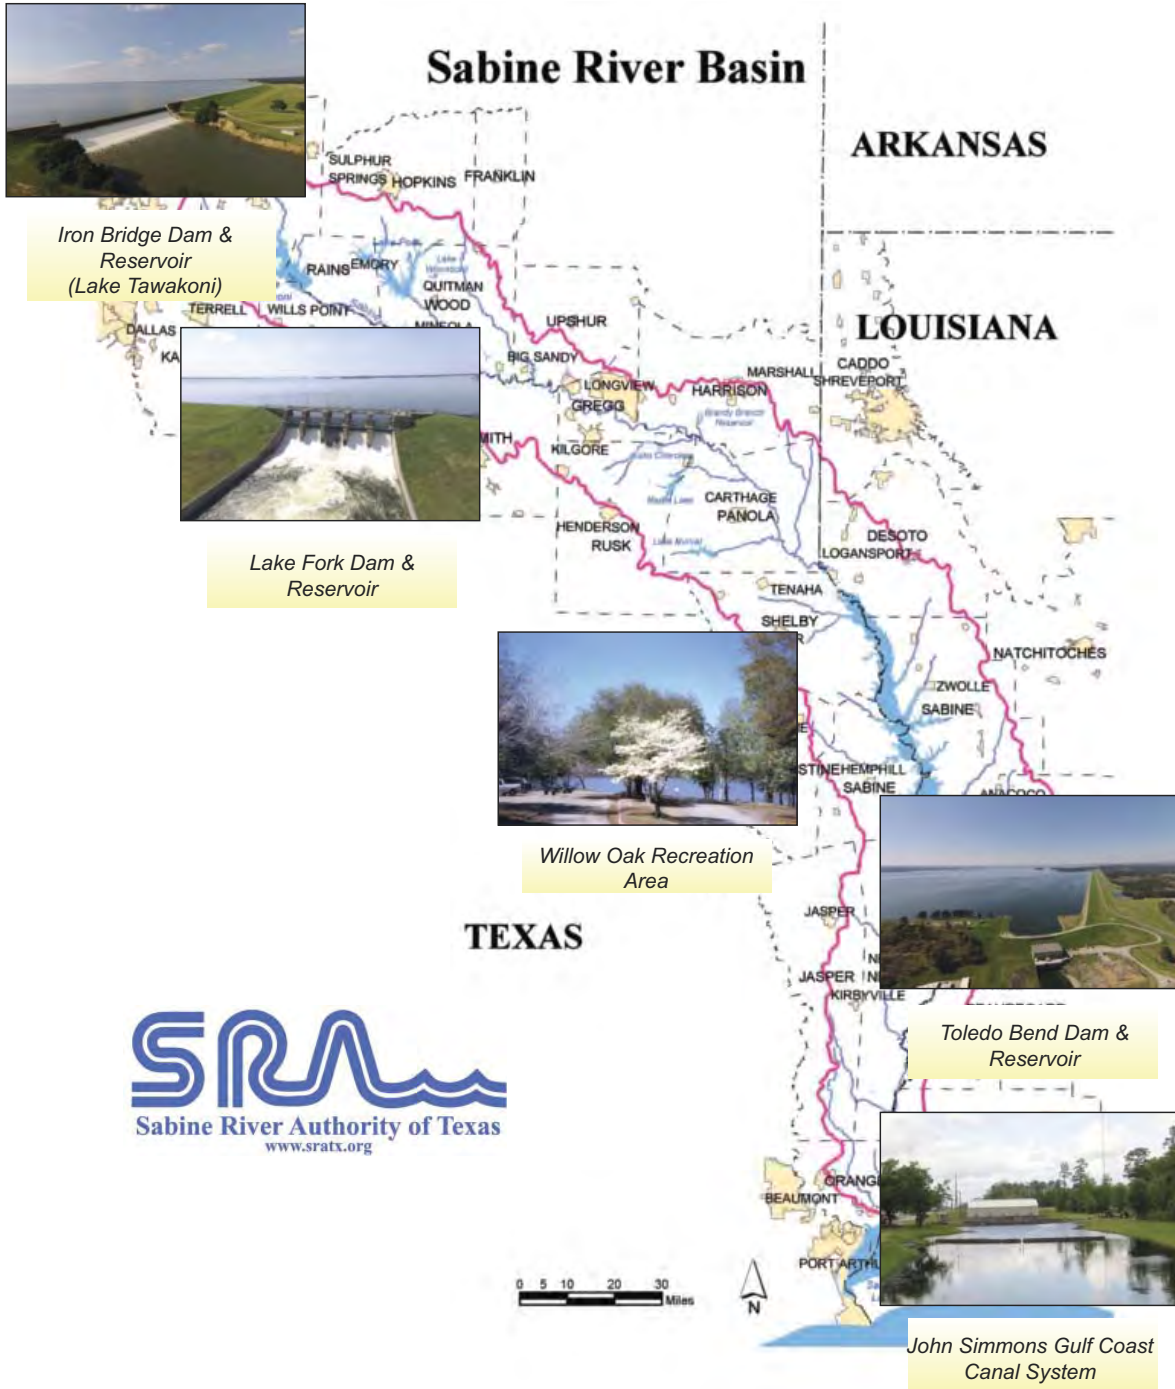 Sabine River Basin
ARKANSAS
SULPHUR
SPRINGS
HOPKINS
FRANKLIN
Iron Bridge Dam &
Reservoir
(Lake Tawakoni)
RAINS
EMORY
QUITMAN
WOOD
TERRELL
WILLS POINT
DALLAS
UPSHUR
LOUISIANA
BIG SANDY
MARSHALL
CADDO
SHREVEPORT
LONGVIEW
HARRISON
GREGG
Brandy Branch
Reservoir
KILGORE
CARTHAGE
PANOLA
HENDERSON
RUSK
DESOTO
LOGANSPORT
Lake Fork Dam &
Reservoir
TENAHA
SHELBY
NATCHITOCHES
ZWOLLE
SABINE
HEMPHILL
SABINE
Willow Oak Recreation
Area
JASPER
TEXAS
JASPER
KIRBYVILLE
Toledo Bend Dam &
Reservoir
SRA
Sabine River Authority of Texas
www.sratx.org
BEAUMONT
0 5 10 20 30
Miles
N
John Simmons Gulf Coast
Canal System